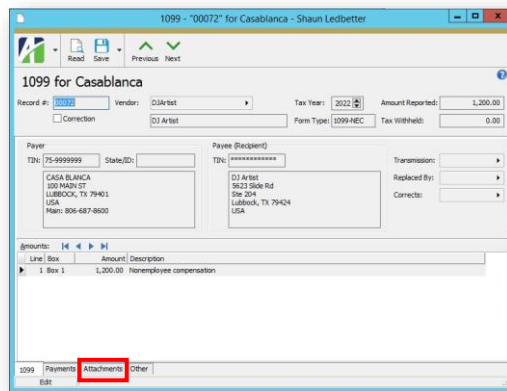 1099 - "00072" for Casablanca - Shaun Ledbetter
Read Save Previous Next
1099 for Casablanca
Record #: 00072 Vendor: DJArtist Tax Year: 2022 Amount Reported: 1,200.00
Correction DJ Artist Form Type: 1099-NEC Tax Withheld: 0.00
Payer Payee (Recipient)
TIN: 75-9999999 State/ID: TIN: ************ Transmission:
CASA BLANCA DJ Artist Replaced By:
100 MAIN ST 5623 Slide Rd
LUBBOCK, TX 79401 Ste 204 Corrects:
USA Lubbock, TX 79424
Main: 806-687-8600 USA
Amounts:
Line Box Amount Description
1 Box 1 1,200.00 Nonemployee compensation
1099 Payments Attachments Other
Edit